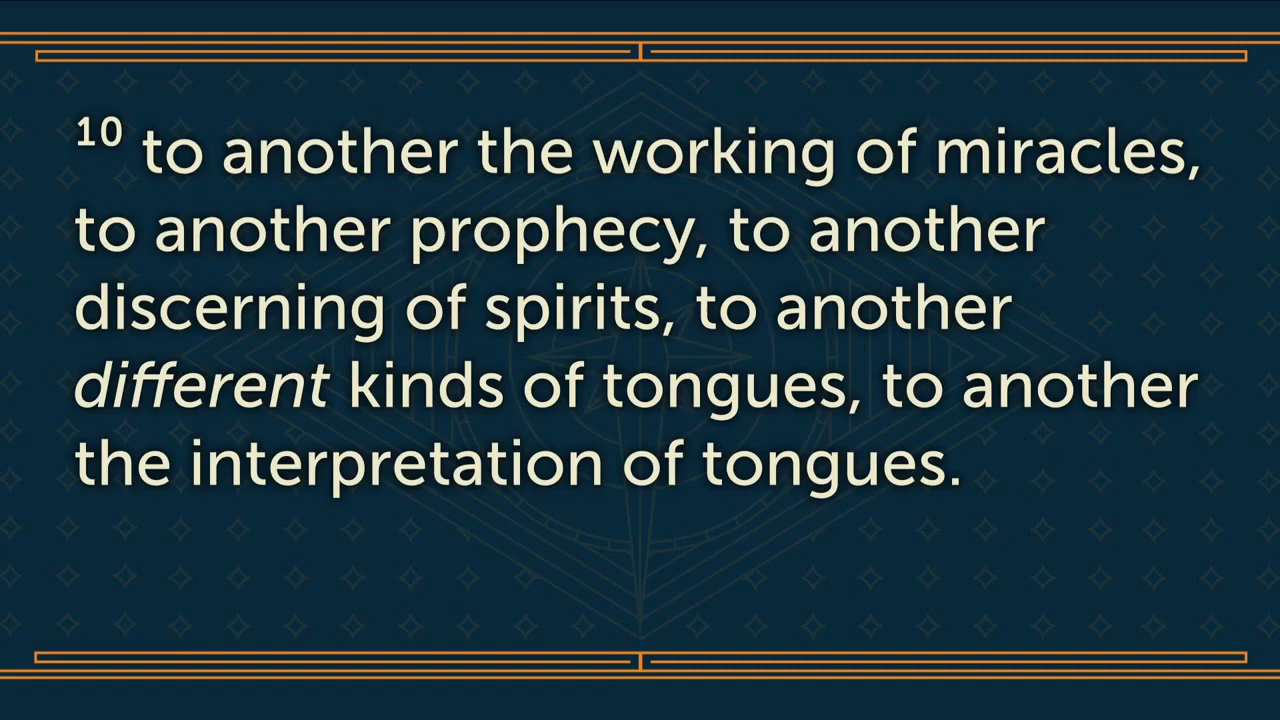 10 to another the working of miracles,
to another prophecy, to another
discerning of spirits, to another
different kinds of tongues, to another
the interpretation of tongues.